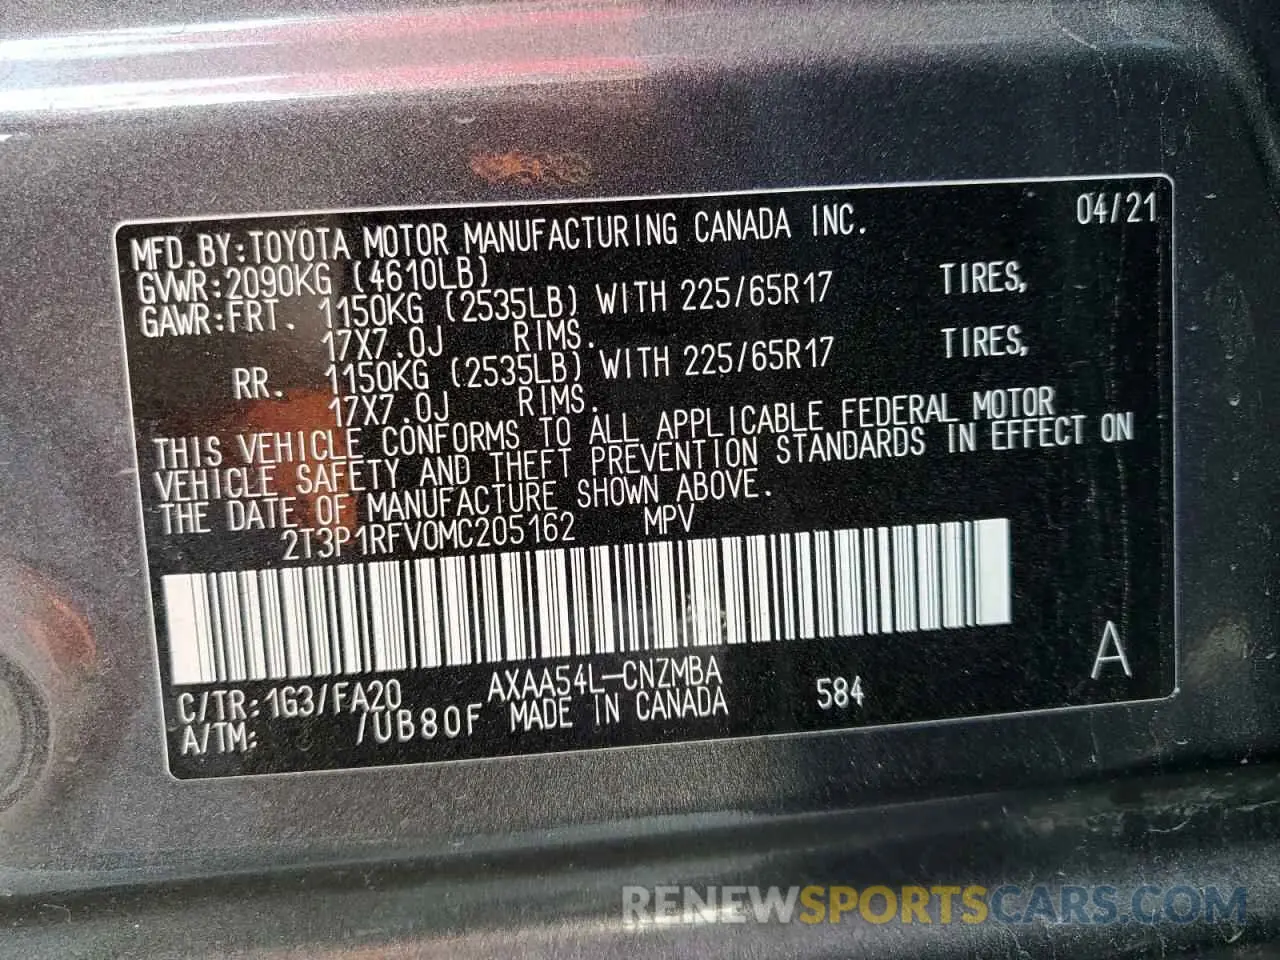 04/21
MFD.BY:TOYOTA MOTOR MANUFACTURING CANADA INC.
GVWR:2090KG (4610LB)
GAWR:FRT. 1150KG (2535LB) WITH 225/65R17 TIRES,
17X7.0J RIMS.
RR. 1150KG (2535LB) WITH 225/65R17 TIRES,
17X7.0J RIMS.
THIS VEHICLE CONFORMS TO ALL APPLICABLE FEDERAL MOTOR
VEHICLE SAFETY AND THEFT PREVENTION STANDARDS IN EFFECT ON
THE DATE OF MANUFACTURE SHOWN ABOVE.
2T3P1RFV0MC205162 MPV
A
C/TR:1G3/FA20 AXAA54L-CNZMBA
A/TM: /UB80F MADE IN CANADA 584
RENEWSPORTSCARS.COM